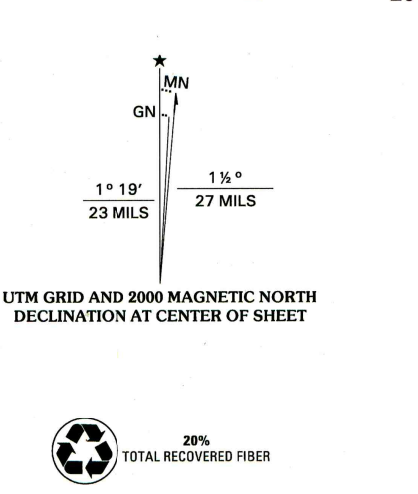 ★
MN
GN
1° 19′
23 MILS
1 ½ °
27 MILS
UTM GRID AND 2000 MAGNETIC NORTH
DECLINATION AT CENTER OF SHEET
20%
TOTAL RECOVERED FIBER